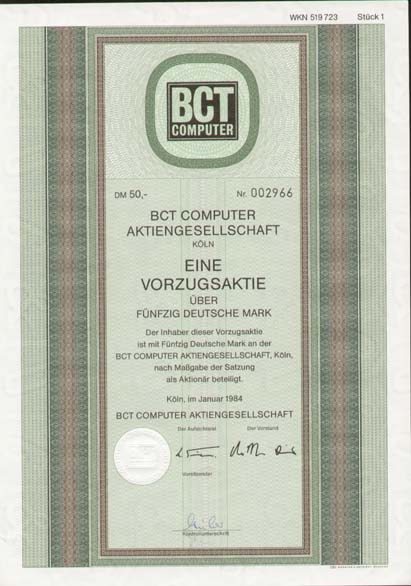 WKN 519 723 Stück 1
BCT
COMPUTER
DM 50,- Nr. 002966
BCT COMPUTER
AKTIENGESELLSCHAFT
KÖLN
EINE
VORZUGSAKTIE
ÜBER
FÜNFZIG DEUTSCHE MARK
Der Inhaber dieser Vorzugsaktie
ist mit Fünfzig Deutsche Mark an der
BCT COMPUTER AKTIENGESELLSCHAFT, Köln,
nach Maßgabe der Satzung
als Aktionär beteiligt.
Köln, im Januar 1984
BCT COMPUTER AKTIENGESELLSCHAFT
Der Aufsichtsrat Der Vorstand
Vorsitzender
Kontrollunterschrift